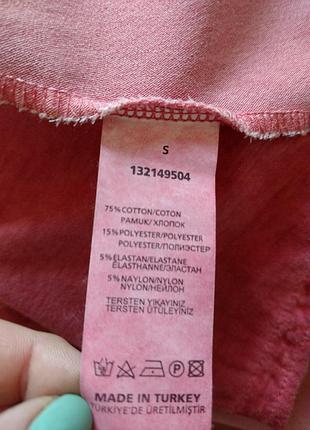 S
132149504
75%COTTON/COTON
PAMUK/ХЛОПОК
15%POLYESTER/POLYESTER
POLYESTER/ПОЛИЭСТЕР
5%ELASTAN/ELASTANE
ELASTHANNE/ЭЛАСТАН
5%NAYLON/NYLON
NYLON/НЕЙЛОН
TERSTEN YIKAYINIZ
TERSTEN ÜTÜLEYİNİZ
MADE IN TURKEY
TÜRKİYE'DE ÜRETİLMİŞTİR